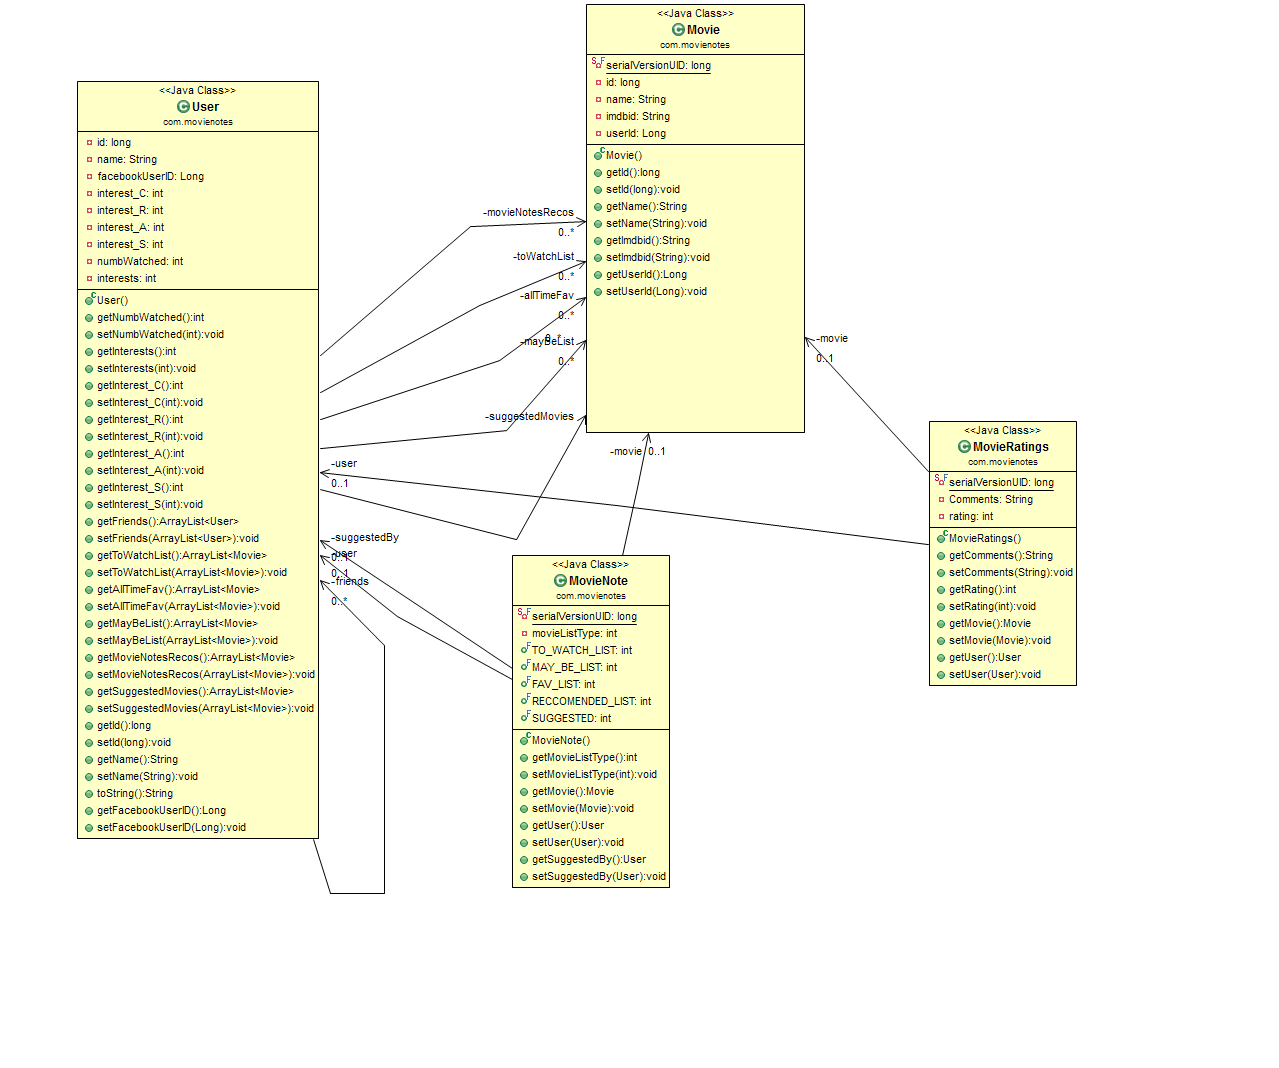 <<Java Class>>
User
com.movienotes
id: long
name: String
facebookUserID: Long
interest_C: int
interest_R: int
interest_A: int
interest_S: int
numbWatched: int
interests: int
User()
getNumbWatched():int
setNumbWatched(int):void
getInterests():int
setInterests(int):void
getInterest_C():int
setInterest_C(int):void
getInterest_R():int
setInterest_R(int):void
getInterest_A():int
setInterest_A(int):void
getInterest_S():int
setInterest_S(int):void
getFriends():ArrayList<User>
setFriends(ArrayList<User>):void
getToWatchList():ArrayList<Movie>
setToWatchList(ArrayList<Movie>):void
getAllTimeFav():ArrayList<Movie>
setAllTimeFav(ArrayList<Movie>):void
getMayBeList():ArrayList<Movie>
setMayBeList(ArrayList<Movie>):void
getMovieNotesRecos():ArrayList<Movie>
setMovieNotesRecos(ArrayList<Movie>):void
getSuggestedMovies():ArrayList<Movie>
setSuggestedMovies(ArrayList<Movie>):void
getId():long
setId(long):void
getName():String
setName(String):void
toString():String
getFacebookUserID():Long
setFacebookUserID(Long):void
-movieNotesRecos
0..*
-toWatchList
0..*
-allTimeFav
0..*
0..*
-mayBeList
0..*
-suggestedMovies
-user
0..1
-suggestedBy
0..1
-user
0..1
-friends
0..*
<<Java Class>>
Movie
com.movienotes
serialVersionUID: long
id: long
name: String
imdbid: String
userId: Long
Movie()
getId():long
setId(long):void
getName():String
setName(String):void
getImdbid():String
setImdbid(String):void
getUserId():Long
setUserId(Long):void
-movie 0..1
-movie
0..1
<<Java Class>>
MovieNote
com.movienotes
serialVersionUID: long
movieListType: int
TO_WATCH_LIST: int
MAY_BE_LIST: int
FAV_LIST: int
RECCOMENDED_LIST: int
SUGGESTED: int
MovieNote()
getMovieListType():int
setMovieListType(int):void
getMovie():Movie
setMovie(Movie):void
getUser():User
setUser(User):void
getSuggestedBy():User
setSuggestedBy(User):void
<<Java Class>>
MovieRatings
com.movienotes
serialVersionUID: long
Comments: String
rating: int
MovieRatings()
getComments():String
setComments(String):void
getRating():int
setRating(int):void
getMovie():Movie
setMovie(Movie):void
getUser():User
setUser(User):void